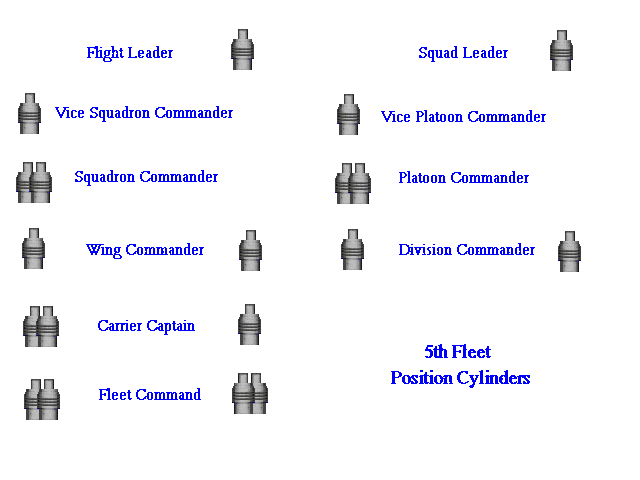 Flight Leader
Squad Leader
Vice Squadron Commander
Vice Platoon Commander
Squadron Commander
Platoon Commander
Wing Commander
Division Commander
Carrier Captain
5th Fleet
Position Cylinders
Fleet Command